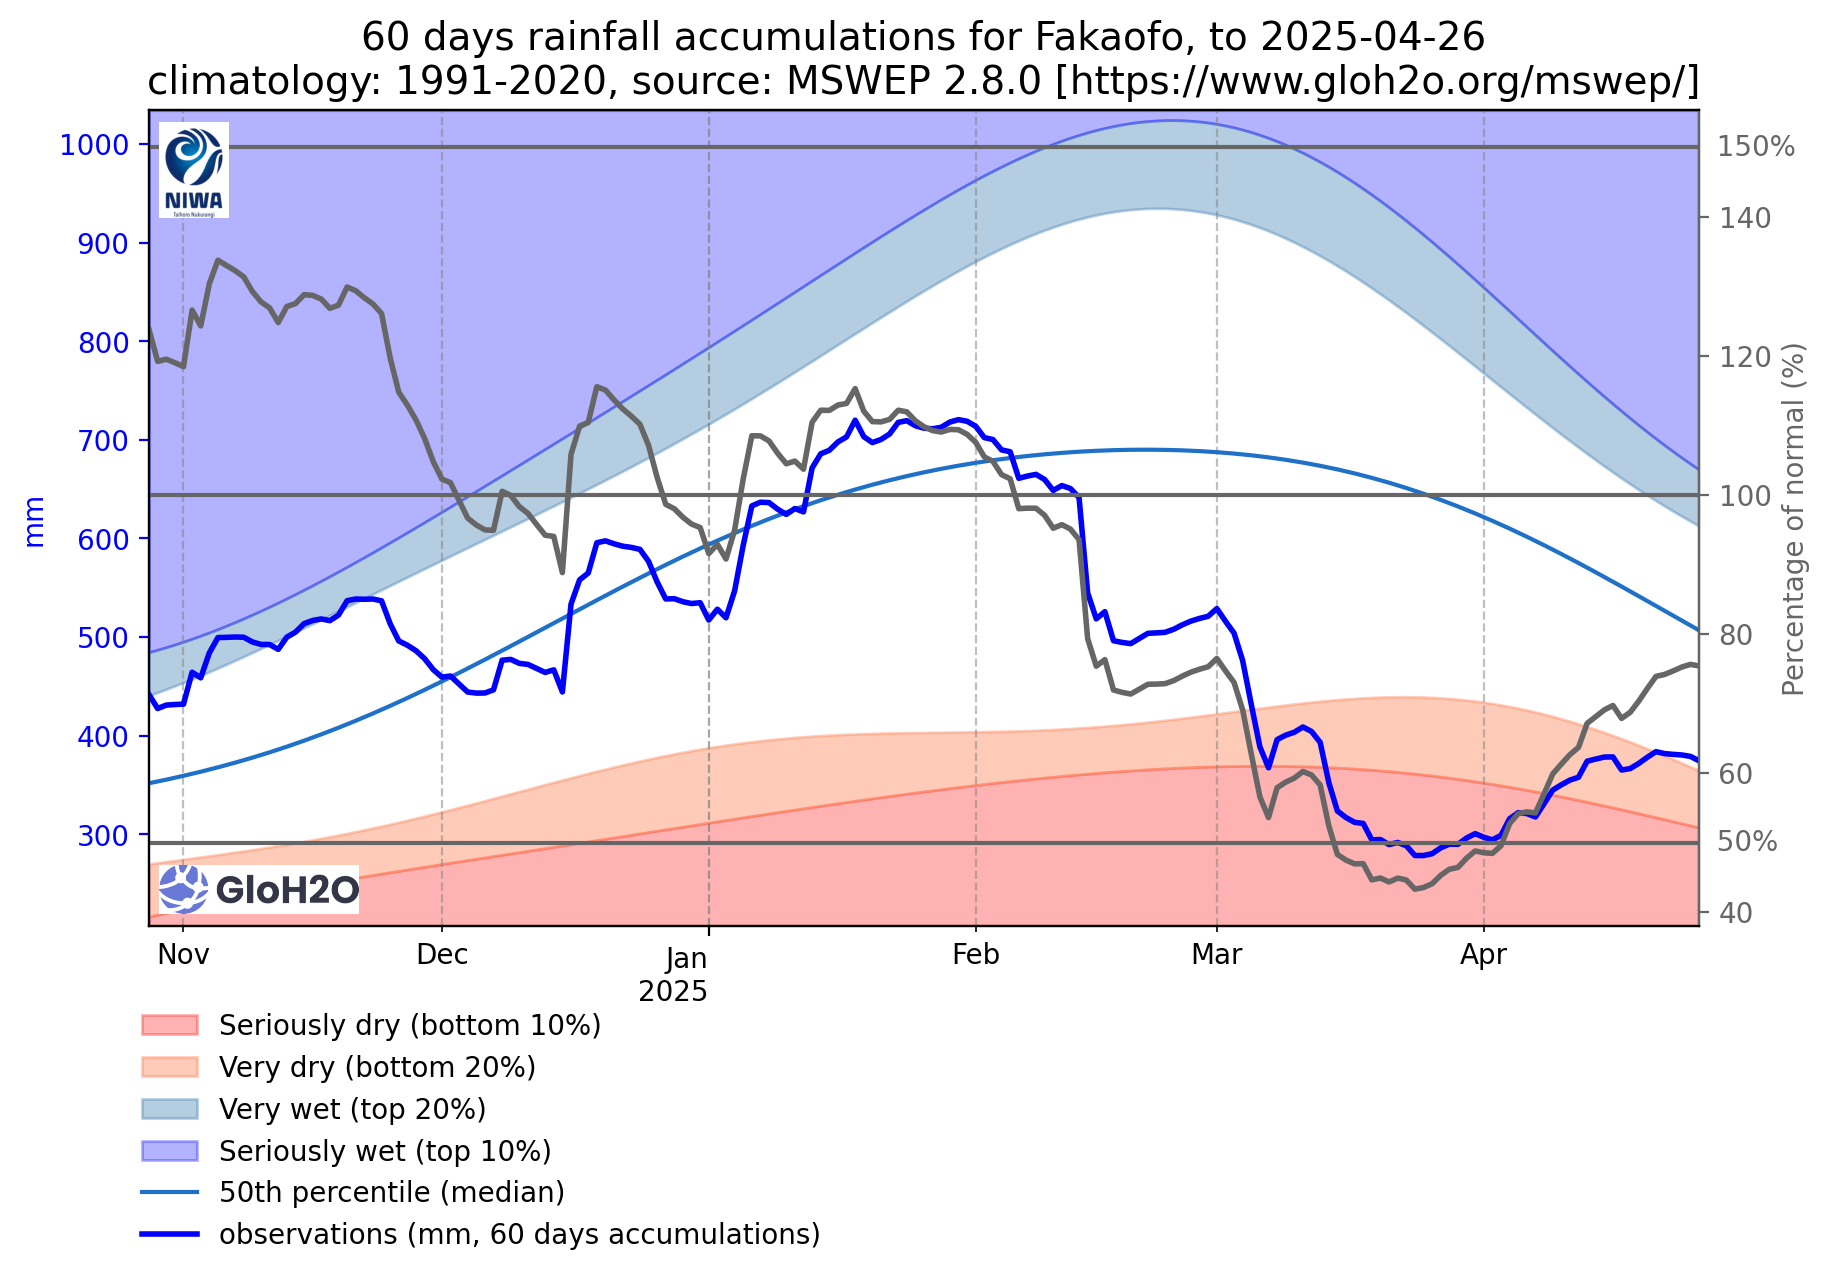 60 days rainfall accumulations for Fakaofo, to 2025-04-26
climatology: 1991-2020, source: MSWEP 2.8.0 [https://www.gloh2o.org/mswep/]
1000
900
800
700
600
500
400
300
mm
150%
140
120
100
80
60
50%
40
Percentage of normal (%)
NIWA
Taihoro Nukurangi
GloH2O
Nov
Dec
Jan
2025
Feb
Mar
Apr
Seriously dry (bottom 10%)
Very dry (bottom 20%)
Very wet (top 20%)
Seriously wet (top 10%)
50th percentile (median)
observations (mm, 60 days accumulations)